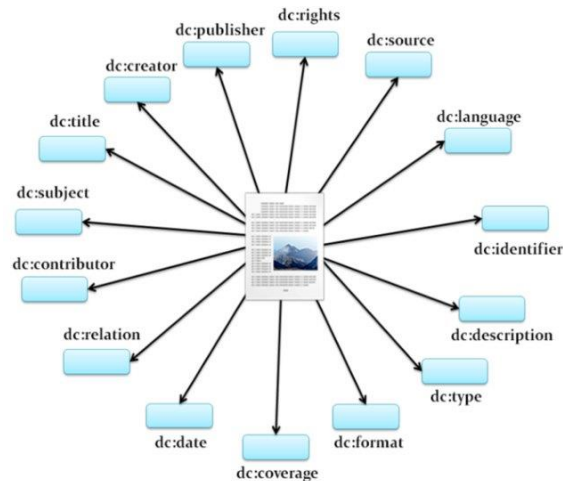 dc:rights
dc:publisher
dc:source
dc:creator
dc:language
dc:title
dc:subject
dc:identifier
dc:contributor
dc:description
dc:relation
dc:type
dc:date
dc:format
dc:coverage